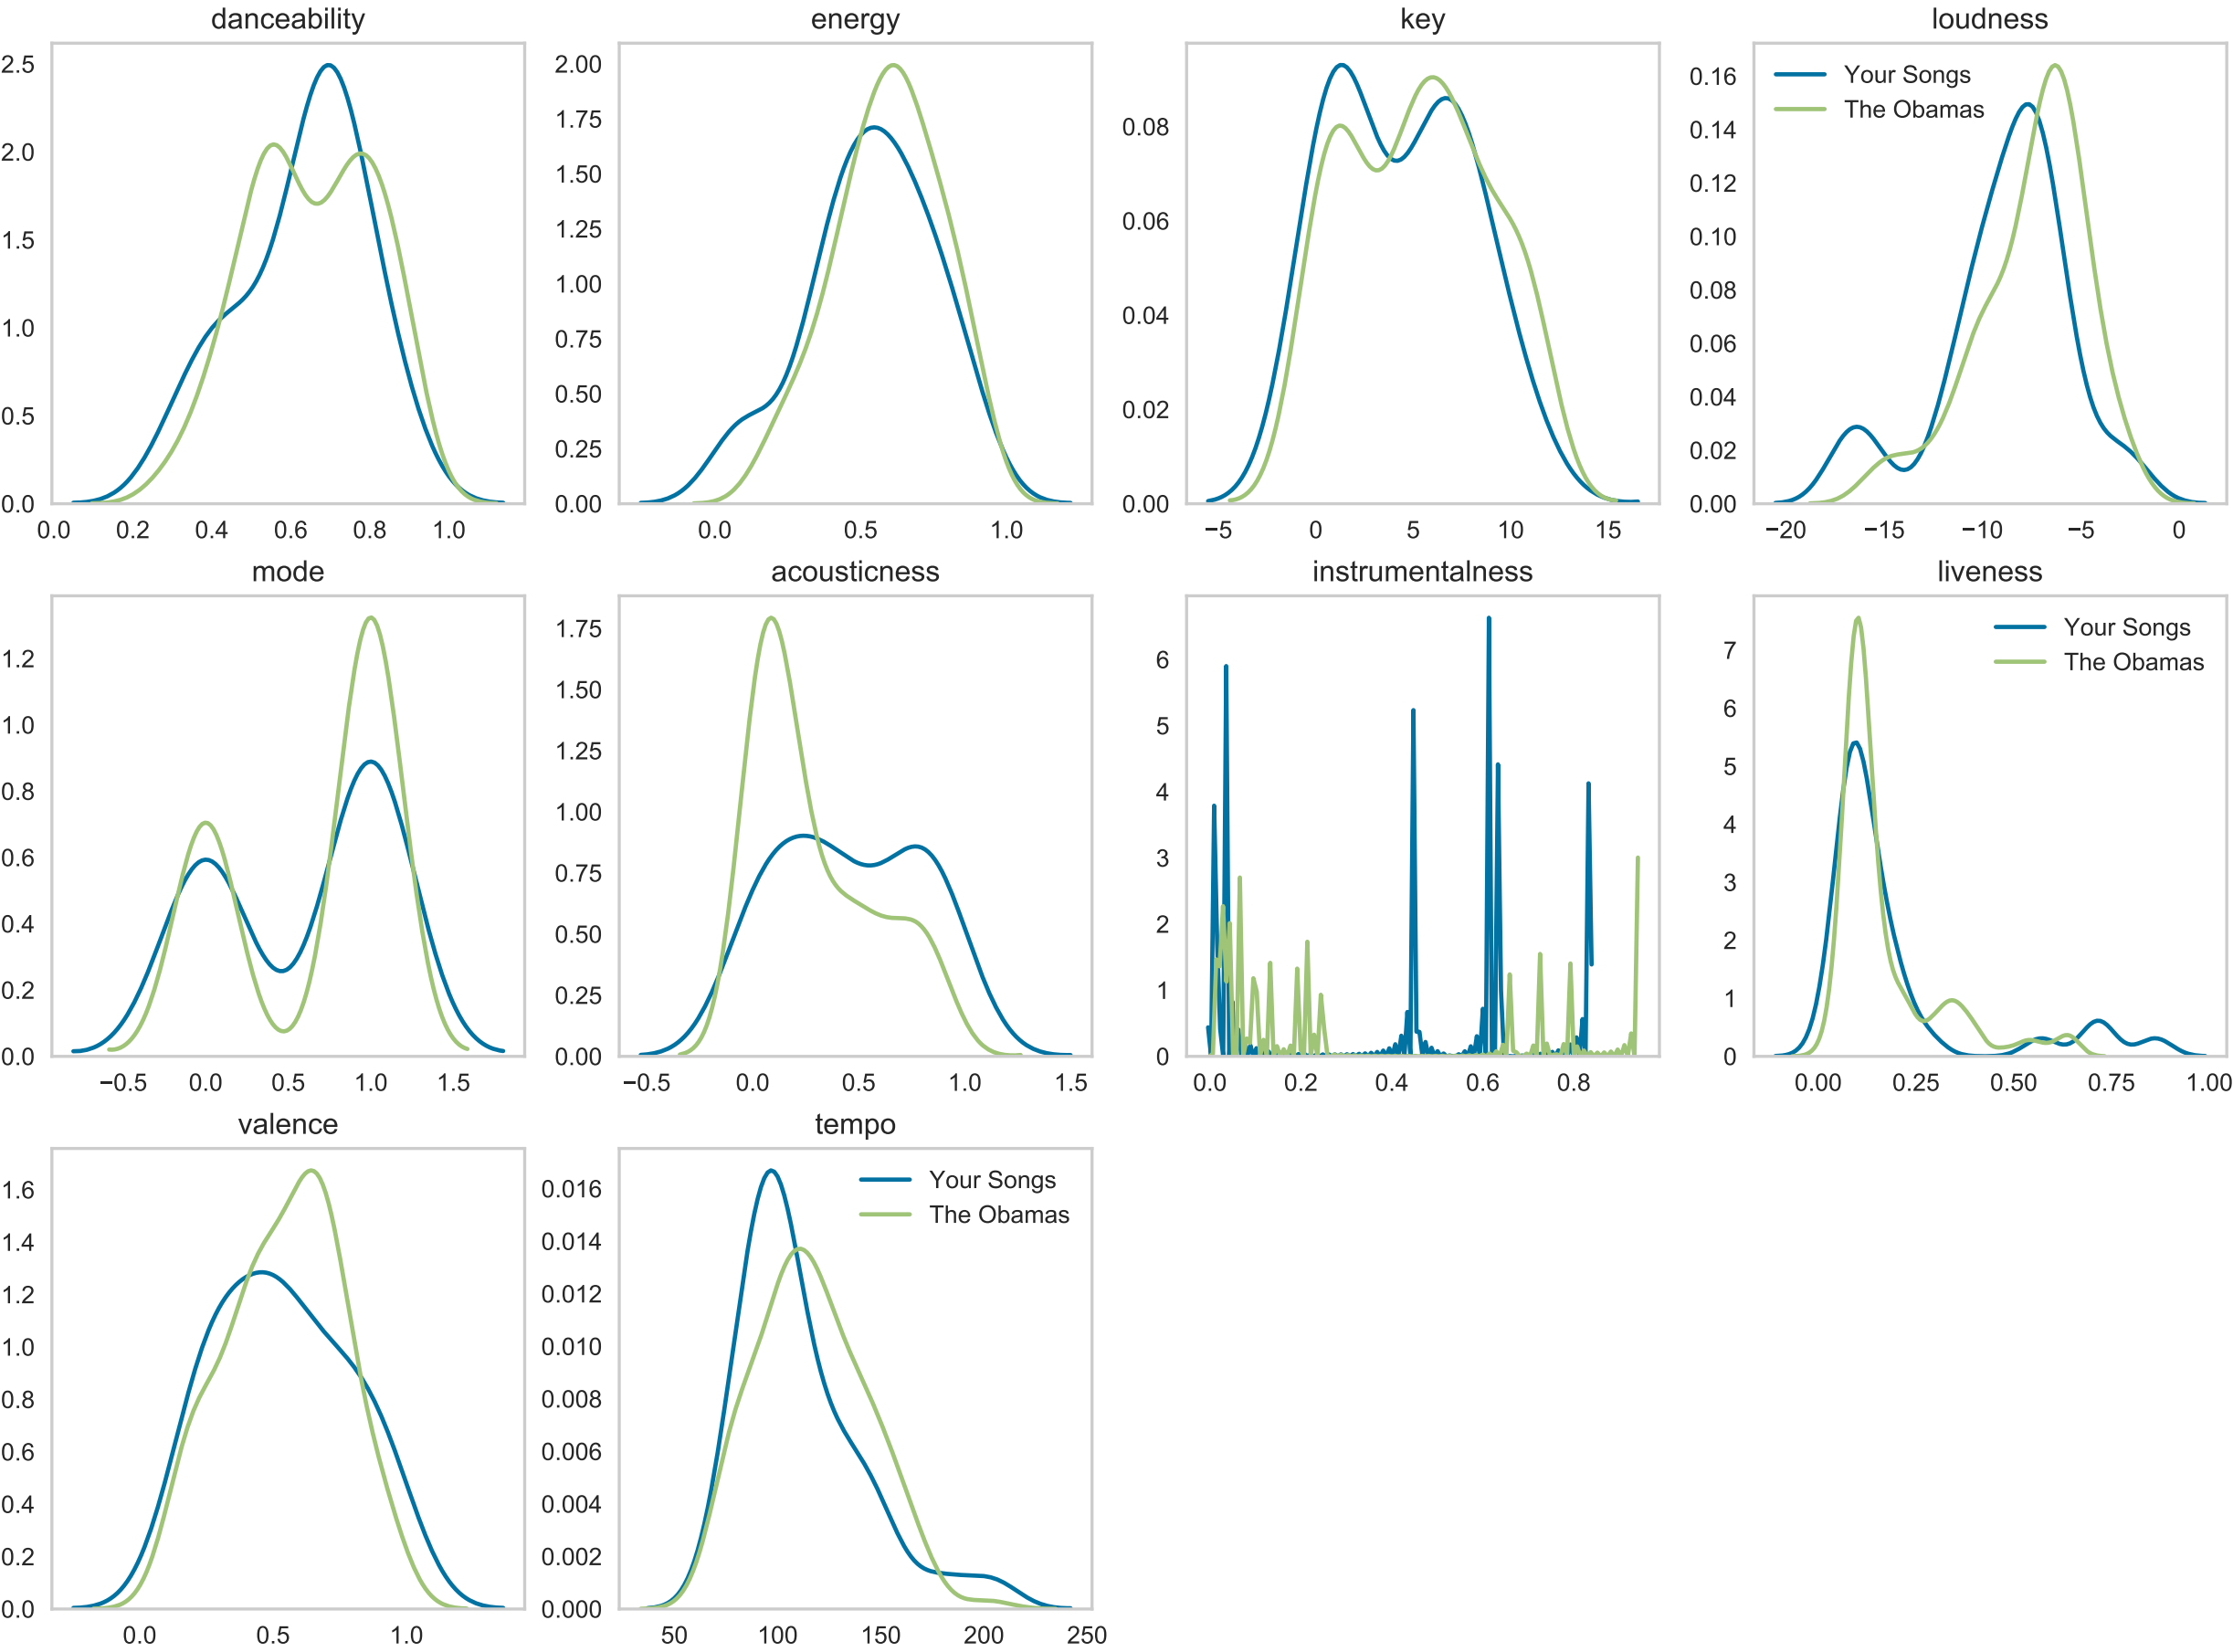 danceability
2.5
2.0
1.5
1.0
0.5
0.0
0.0 0.2 0.4 0.6 0.8 1.0
energy
2.00
1.75
1.50
1.25
1.00
0.75
0.50
0.25
0.00
0.0 0.5 1.0
key
0.08
0.06
0.04
0.02
0.00
−5 0 5 10 15
loudness
Your Songs
The Obamas
0.16
0.14
0.12
0.10
0.08
0.06
0.04
0.02
0.00
−20 −15 −10 −5 0
mode
1.2
1.0
0.8
0.6
0.4
0.2
0.0
−0.5 0.0 0.5 1.0 1.5
acousticness
1.75
1.50
1.25
1.00
0.75
0.50
0.25
0.00
−0.5 0.0 0.5 1.0 1.5
instrumentalness
6
5
4
3
2
1
0
0.0 0.2 0.4 0.6 0.8
liveness
Your Songs
The Obamas
7
6
5
4
3
2
1
0
0.00 0.25 0.50 0.75 1.00
valence
1.6
1.4
1.2
1.0
0.8
0.6
0.4
0.2
0.0
0.0 0.5 1.0
tempo
Your Songs
The Obamas
0.016
0.014
0.012
0.010
0.008
0.006
0.004
0.002
0.000
50 100 150 200 250